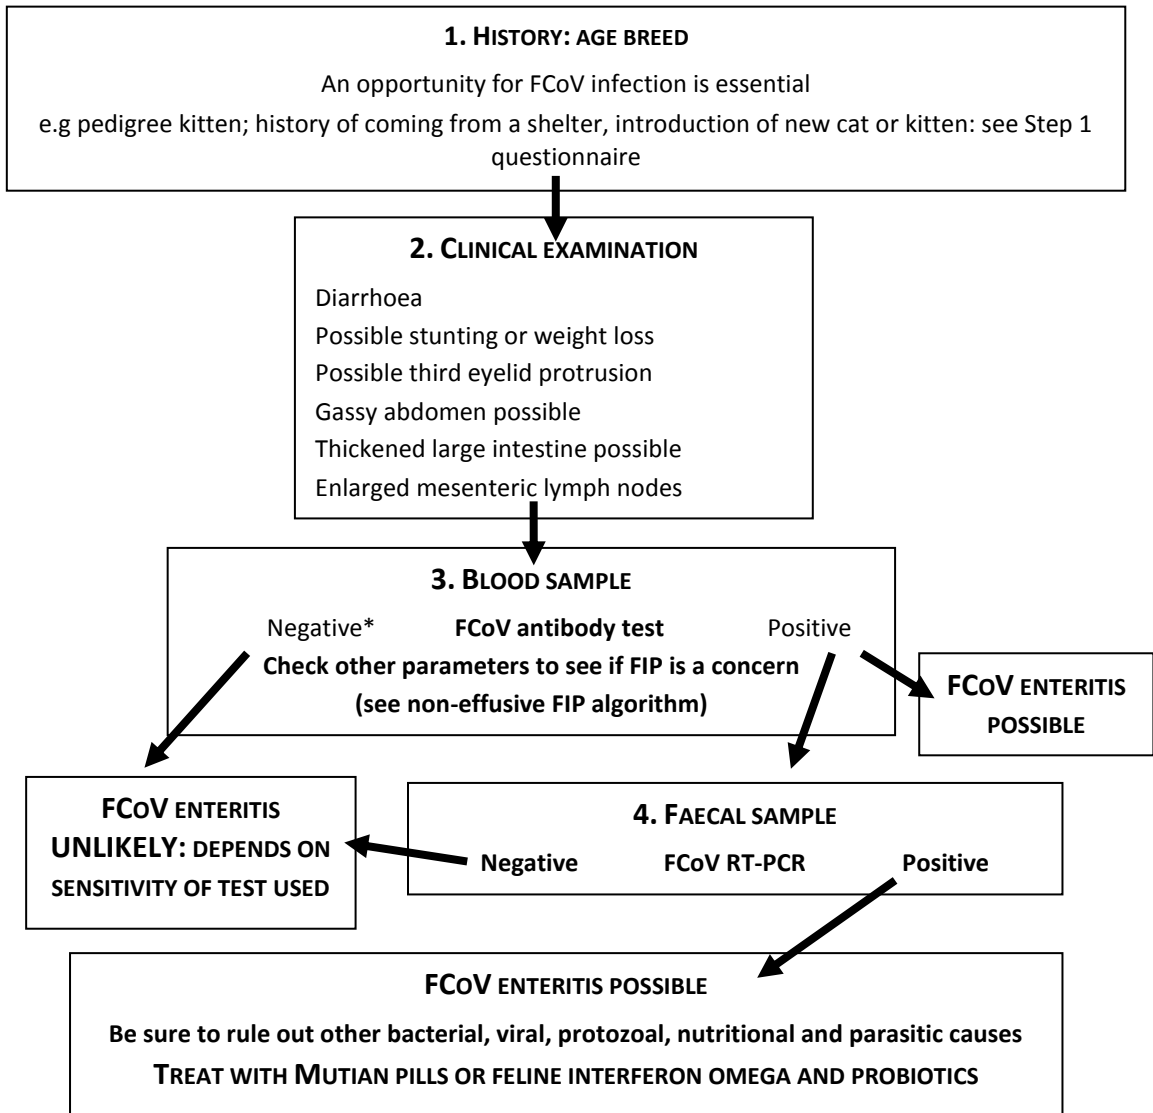 1. HISTORY: AGE BREED
An opportunity for FCoV infection is essential
e.g pedigree kitten; history of coming from a shelter, introduction of new cat or kitten: see Step 1
questionnaire
2. CLINICAL EXAMINATION
Diarrhoea
Possible stunting or weight loss
Possible third eyelid protrusion
Gassy abdomen possible
Thickened large intestine possible
Enlarged mesenteric lymph nodes
3. BLOOD SAMPLE
Negative* FCoV antibody test Positive
Check other parameters to see if FIP is a concern
(see non-effusive FIP algorithm)
FCOV ENTERITIS
POSSIBLE
FCOV ENTERITIS
UNLIKELY: DEPENDS ON
SENSITIVITY OF TEST USED
4. FAECAL SAMPLE
Negative FCoV RT-PCR Positive
FCOV ENTERITIS POSSIBLE
Be sure to rule out other bacterial, viral, protozoal, nutritional and parasitic causes
TREAT WITH MUTIAN PILLS OR FELINE INTERFERON OMEGA AND PROBIOTICS